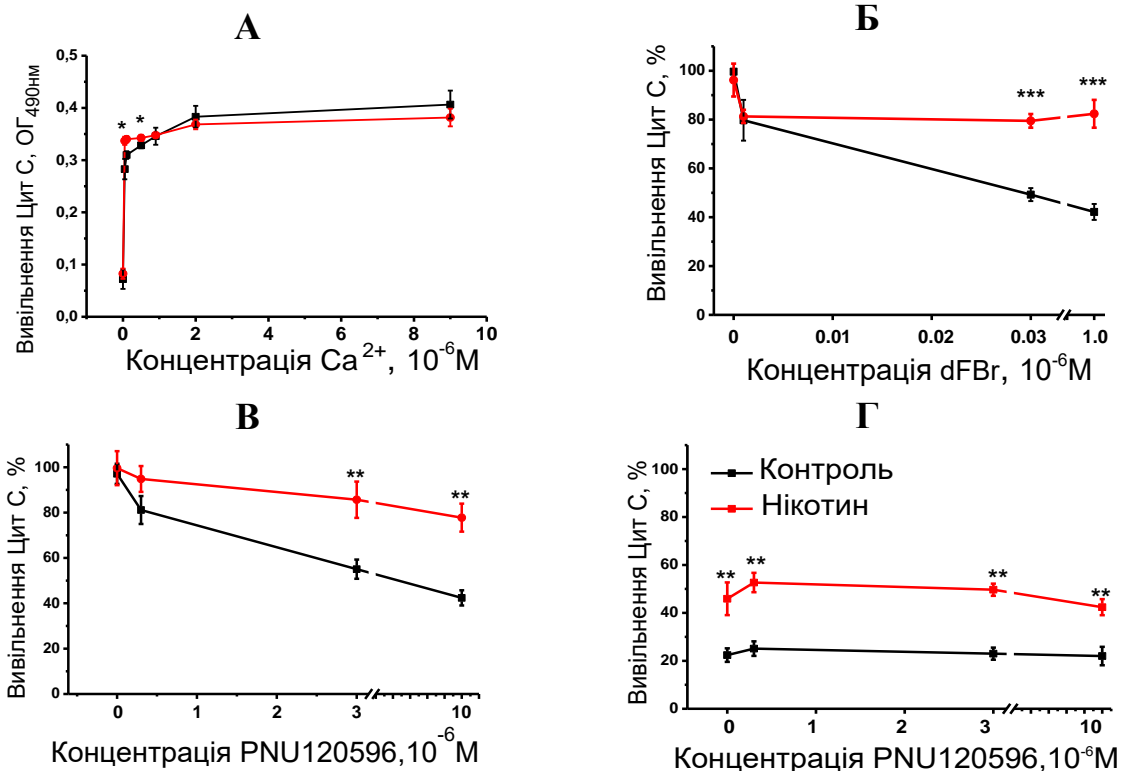 А
Вивільнення Цит С, ОГ490нм
0,5
0,4
0,3
0,2
0,1
0,0
* *
0 2 4 6 8 10
Концентрація Ca2+, 10-6М
Б
Вивільнення Цит С, %
100
80
60
40
20
0
*** ***
0 0.01 0.02 0.03 1.0
Концентрація dFBr, 10-6М
В
Вивільнення Цит С, %
100
80
60
40
20
0
** **
0 1 2 3 10
Концентрація PNU120596,10-6М
Г
Вивільнення Цит С, %
100
80
60
40
20
0
Контроль
Нікотин
** ** ** **
0 1 2 3 10
Концентрація PNU120596,10-6М